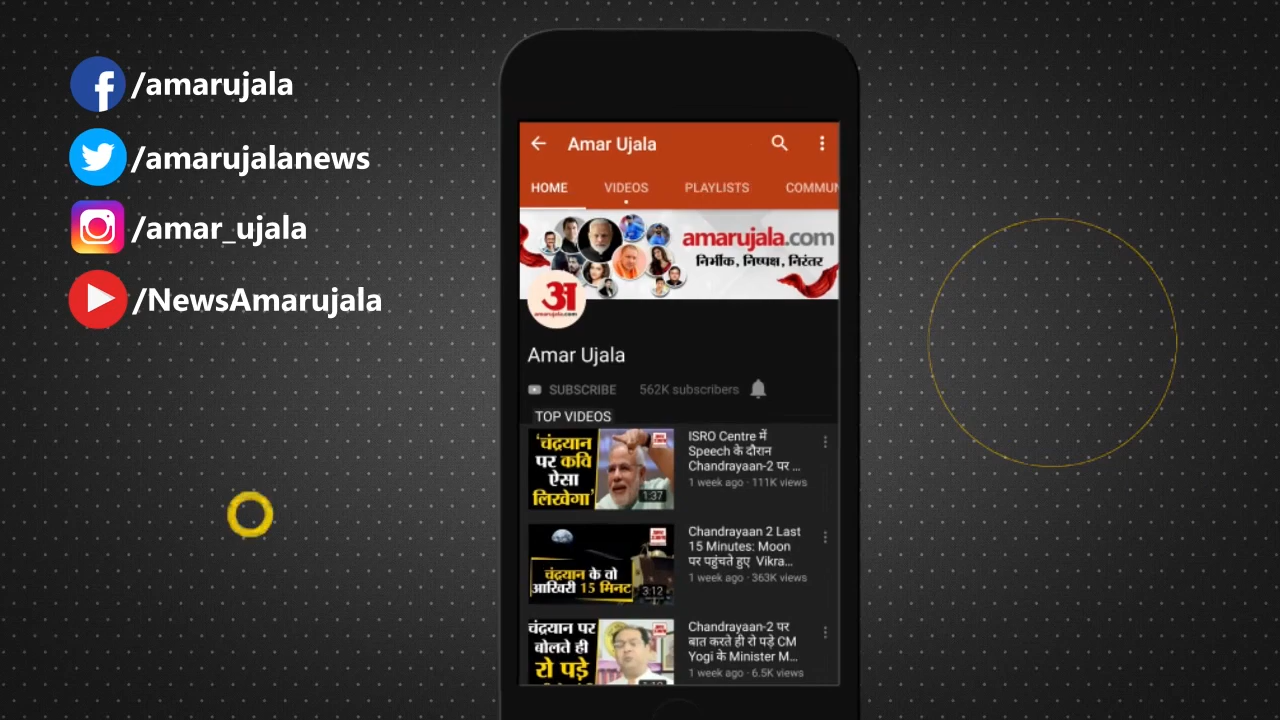 /amarujala
/amarujalanews
/amar_ujala
/NewsAmarujala
Amar Ujala
HOME VIDEOS PLAYLISTS COMMUN
amarujala.com
निर्भीक, निष्पक्ष, निरंतर
अ
amarujala.com
Amar Ujala
SUBSCRIBE 562K subscribers
TOP VIDEOS
'चंद्रयान
पर कवि
ऐसा
लिखेगा'
1:37
ISRO Centre में
Speech के दौरान
Chandrayaan-2 पर ...
1 week ago · 111K views
चंद्रयान के वो
आखिरी 15 मिनट
3:12
Chandrayaan 2 Last
15 Minutes: Moon
पर पहुंचते हुए Vikra...
1 week ago · 363K views
चंद्रयान पर
बोलते ही
रो पड़े
Chandrayaan-2 पर
बात करते ही रो पड़े CM
Yogi के Minister M...
1 week ago · 6.5K views